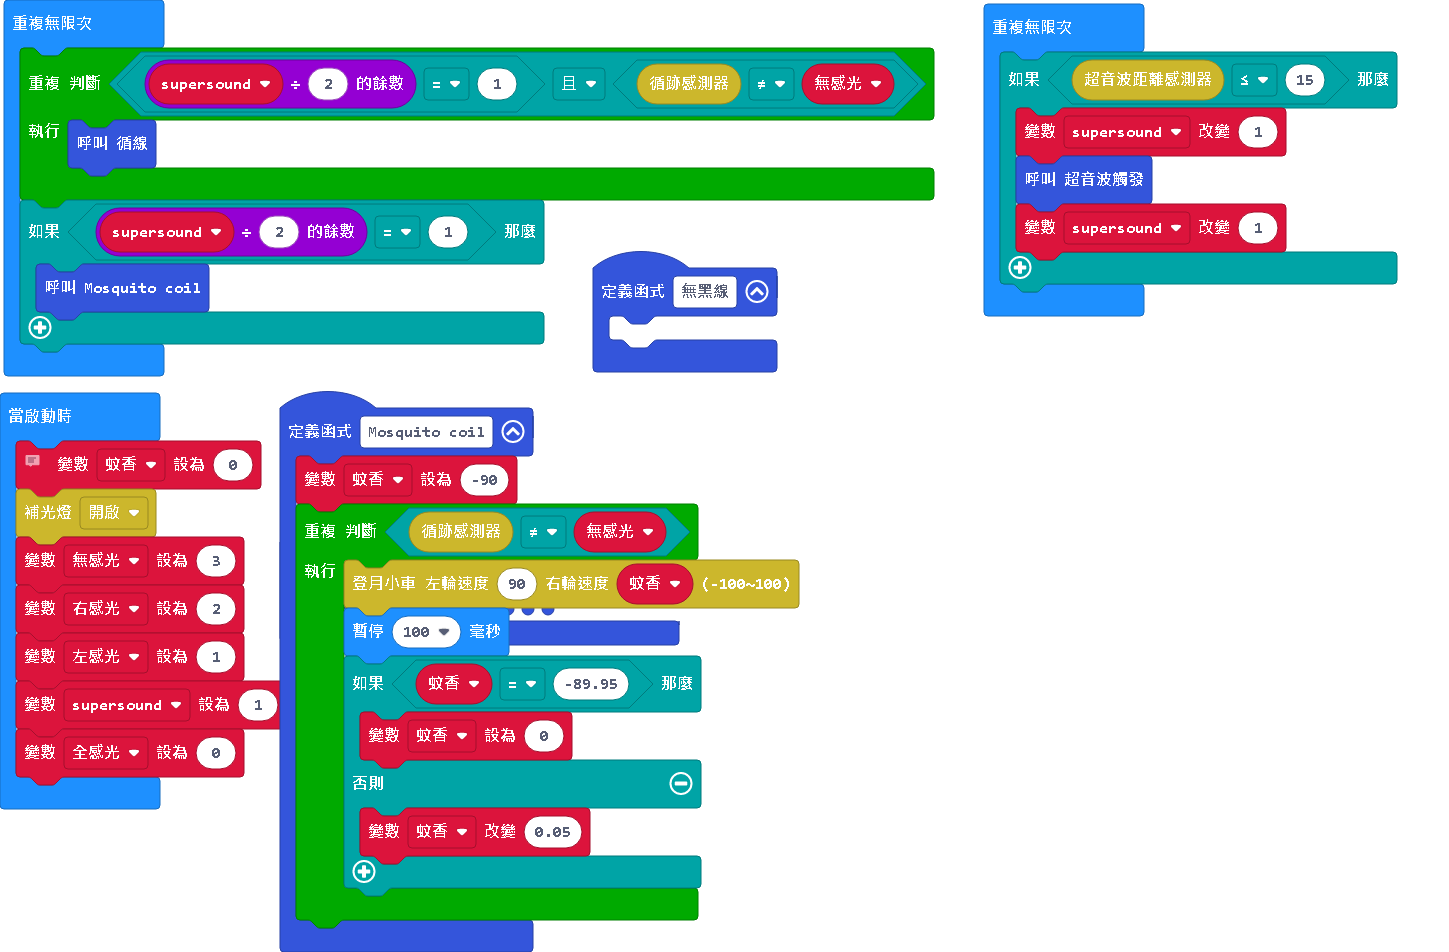 重複無限次
重複 判斷 supersound ÷ 2 的餘數 = 1 且 循跡感測器 ≠ 無感光
執行 呼叫 循線
如果 supersound ÷ 2 的餘數 = 1 那麼
呼叫 Mosquito coil
定義函式 無黑線
重複無限次
如果 超音波距離感測器 ≤ 15 那麼
變數 supersound 改變 1
呼叫 超音波觸發
變數 supersound 改變 1
當啟動時
變數 蚊香 設為 0
補光燈 開啟
變數 無感光 設為 3
變數 右感光 設為 2
變數 左感光 設為 1
變數 supersound 設為 1
變數 全感光 設為 0
定義函式 Mosquito coil
變數 蚊香 設為 -90
重複 判斷 循跡感測器 ≠ 無感光
執行 登月小車 左輪速度 90 右輪速度 蚊香 (-100~100)
暫停 100 毫秒
如果 蚊香 = -89.95 那麼
變數 蚊香 設為 0
否則
變數 蚊香 改變 0.05